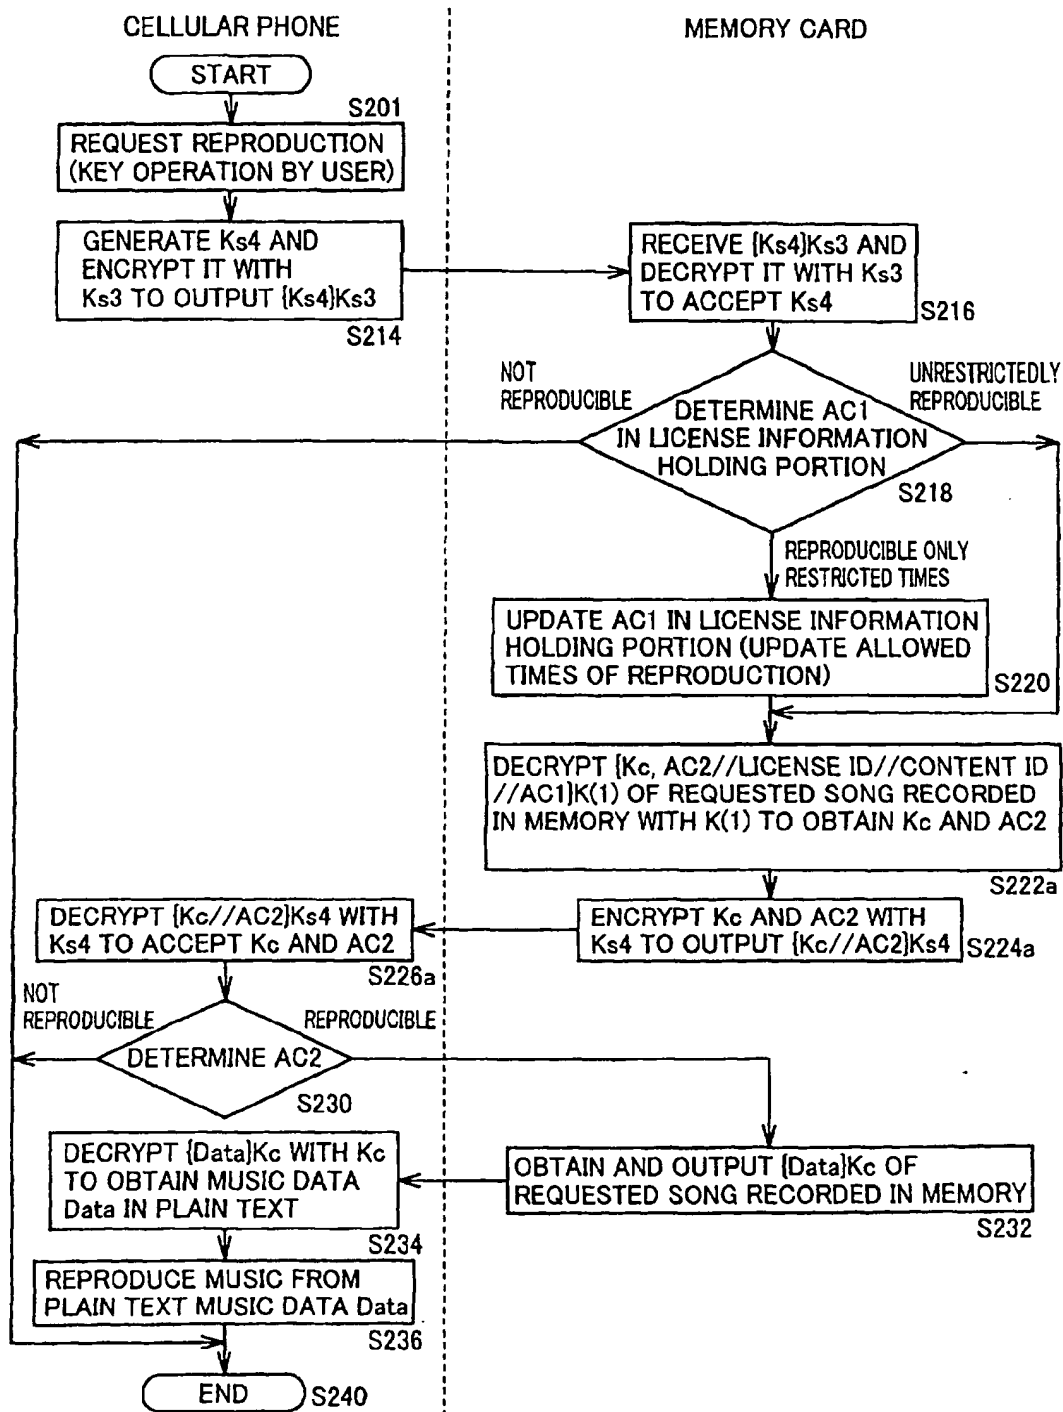 CELLULAR PHONE
MEMORY CARD
START
S201
REQUEST REPRODUCTION
(KEY OPERATION BY USER)
GENERATE Ks4 AND
ENCRYPT IT WITH
Ks3 TO OUTPUT {Ks4}Ks3
S214
RECEIVE {Ks4}Ks3 AND
DECRYPT IT WITH Ks3
TO ACCEPT Ks4
S216
NOT
REPRODUCIBLE
UNRESTRICTEDLY
REPRODUCIBLE
DETERMINE AC1
IN LICENSE INFORMATION
HOLDING PORTION
S218
REPRODUCIBLE ONLY
RESTRICTED TIMES
UPDATE AC1 IN LICENSE INFORMATION
HOLDING PORTION (UPDATE ALLOWED
TIMES OF REPRODUCTION)
S220
DECRYPT {Kc, AC2//LICENSE ID//CONTENT ID
//AC1}K(1) OF REQUESTED SONG RECORDED
IN MEMORY WITH K(1) TO OBTAIN Kc AND AC2
S222a
ENCRYPT Kc AND AC2 WITH
Ks4 TO OUTPUT {Kc//AC2}Ks4
S224a
DECRYPT {Kc//AC2}Ks4 WITH
Ks4 TO ACCEPT Kc AND AC2
S226a
NOT
REPRODUCIBLE
REPRODUCIBLE
DETERMINE AC2
S230
OBTAIN AND OUTPUT {Data}Kc OF
REQUESTED SONG RECORDED IN MEMORY
S232
DECRYPT {Data}Kc WITH Kc
TO OBTAIN MUSIC DATA
Data IN PLAIN TEXT
S234
REPRODUCE MUSIC FROM
PLAIN TEXT MUSIC DATA Data
S236
END
S240